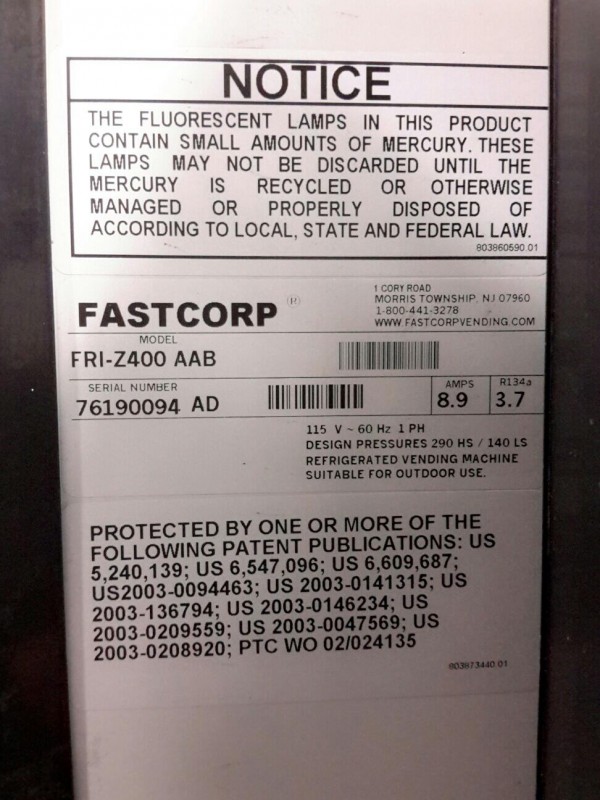 NOTICE
THE FLUORESCENT LAMPS IN THIS PRODUCT
CONTAIN SMALL AMOUNTS OF MERCURY. THESE
LAMPS MAY NOT BE DISCARDED UNTIL THE
MERCURY IS RECYCLED OR OTHERWISE
MANAGED OR PROPERLY DISPOSED OF
ACCORDING TO LOCAL, STATE AND FEDERAL LAW.
803860590.01
FASTCORP ®
1 CORY ROAD
MORRIS TOWNSHIP, NJ 07960
1-800-441-3278
WWW.FASTCORPVENDING.COM
MODEL
FRI-Z400 AAB
SERIAL NUMBER
76190094 AD
AMPS
8.9
R134a
3.7
115 V ~ 60 Hz 1 PH
DESIGN PRESSURES 290 HS / 140 LS
REFRIGERATED VENDING MACHINE
SUITABLE FOR OUTDOOR USE.
PROTECTED BY ONE OR MORE OF THE
FOLLOWING PATENT PUBLICATIONS: US
5,240,139; US 6,547,096; US 6,609,687;
US2003-0094463; US 2003-0141315; US
2003-136794; US 2003-0146234; US
2003-0209559; US 2003-0047569; US
2003-0208920; PTC WO 02/024135
803873440.01